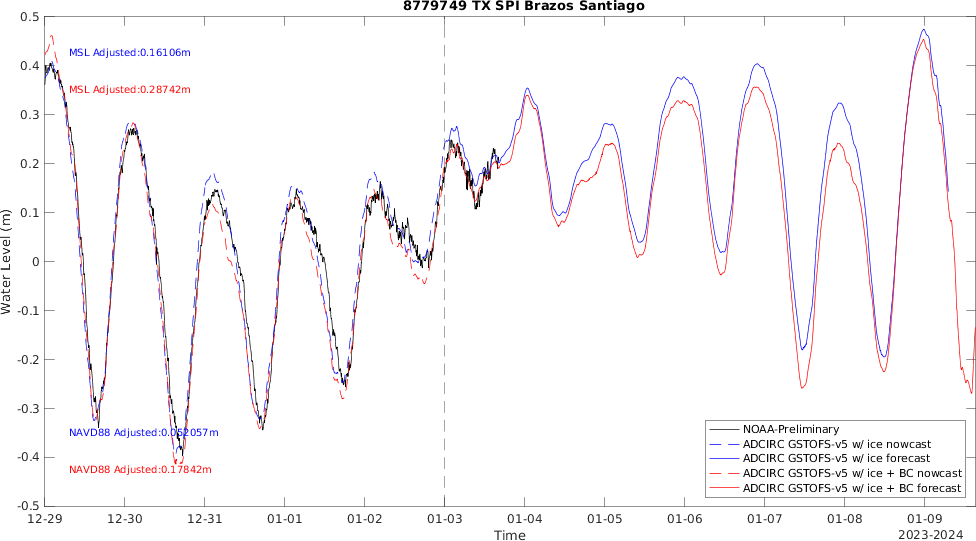 8779749 TX SPI Brazos Santiago
0.5
0.4
0.3
0.2
0.1
0
-0.1
-0.2
-0.3
-0.4
-0.5
Water Level (m)
MSL Adjusted:0.16106m
MSL Adjusted:0.28742m
NAVD88 Adjusted:0.052057m
NAVD88 Adjusted:0.17842m
NOAA-Preliminary
ADCIRC GSTOFS-v5 w/ ice nowcast
ADCIRC GSTOFS-v5 w/ ice forecast
ADCIRC GSTOFS-v5 w/ ice + BC nowcast
ADCIRC GSTOFS-v5 w/ ice + BC forecast
12-29 12-30 12-31 01-01 01-02 01-03 01-04 01-05 01-06 01-07 01-08 01-09
Time
2023-2024